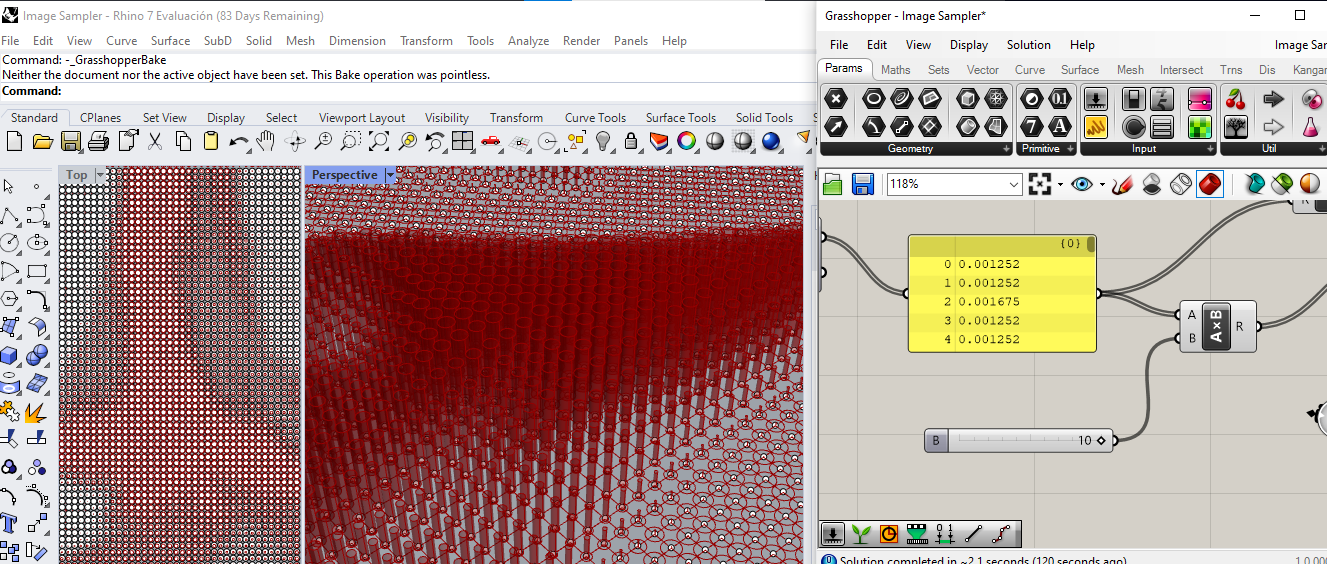 Image Sampler - Rhino 7 Evaluación (83 Days Remaining)
File Edit View Curve Surface SubD Solid Mesh Dimension Transform Tools Analyze Render Panels Help
Command: -_GrasshopperBake
Neither the document nor the active object have been set. This Bake operation was pointless.
Command:
Standard CPlanes Set View Display Select Viewport Layout Visibility Transform Curve Tools Surface Tools Solid Tools S
Top
Perspective
Grasshopper - Image Sampler*
File Edit View Display Solution Help Image Sar
Params Maths Sets Vector Curve Surface Mesh Intersect Trns Dis Kangar
0.1
7 A
Geometry Primitive Input Util
118%
R
{0}
0 0.001252
1 0.001252
2 0.001675
3 0.001252
4 0.001252
A
B
A×B
R
B 10
0 1
Solution completed in ~2.1 seconds (120 seconds ago)
1.0.000